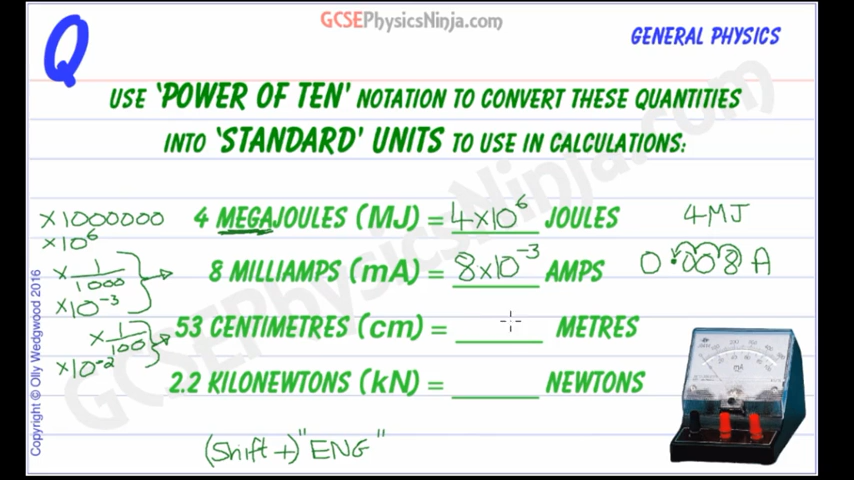 GCSEPhysicsNinja.com
Q
GENERAL PHYSICS
USE 'POWER OF TEN' NOTATION TO CONVERT THESE QUANTITIES
INTO 'STANDARD' UNITS TO USE IN CALCULATIONS:
×1000000 4 MEGAJOULES (MJ) = 4×10⁶ JOULES 4MJ
×10⁶
×1/1000 8 MILLIAMPS (mA) = 8×10⁻³ AMPS 0.008 A
×10⁻³
×1/100 53 CENTIMETRES (cm) = ______ METRES
×10⁻²
2.2 KILONEWTONS (kN) = ______ NEWTONS
(Shift +) "ENG"
Copyright © Olly Wedgwood 2016
GCSEPhysicsNinja.com